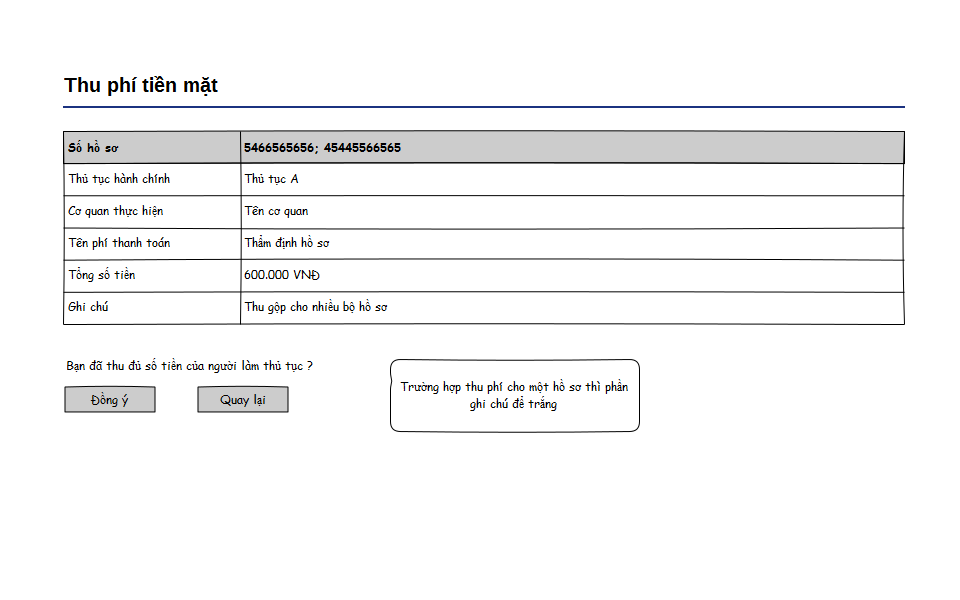 Thu phí tiền mặt
Số hồ sơ 5466565656; 45445566565
Thủ tục hành chính Thủ tục A
Cơ quan thực hiện Tên cơ quan
Tên phí thanh toán Thẩm định hồ sơ
Tổng số tiền 600.000 VNĐ
Ghi chú Thu gộp cho nhiều bộ hồ sơ
Bạn đã thu đủ số tiền của người làm thủ tục ?
Đồng ý Quay lại
Trường hợp thu phí cho một hồ sơ thì phần
ghi chú để trắng